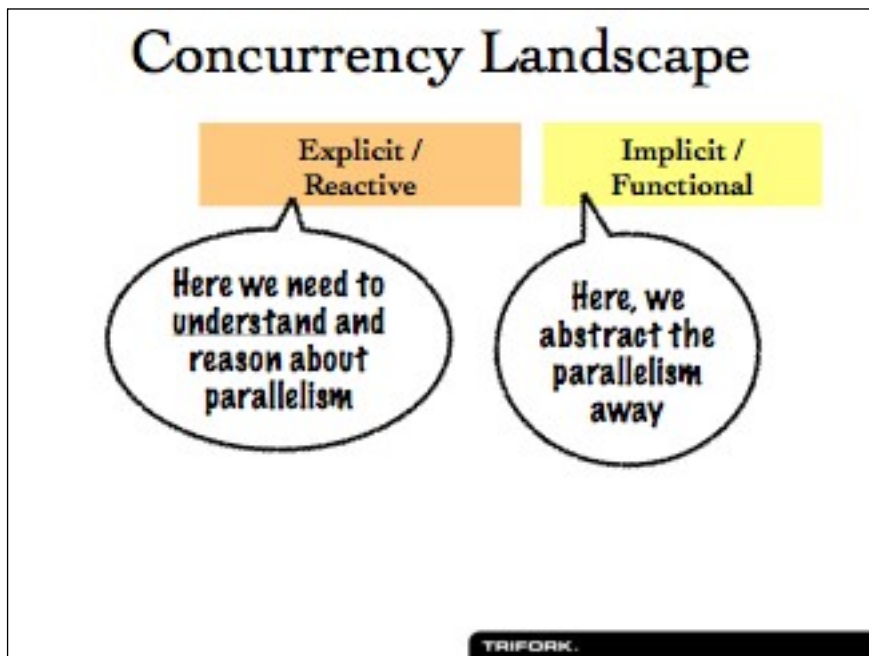 Concurrency Landscape
Explicit /
Reactive
Implicit /
Functional
Here we need to
understand and
reason about
parallelism
Here, we
abstract the
parallelism
away
TRIFORK.